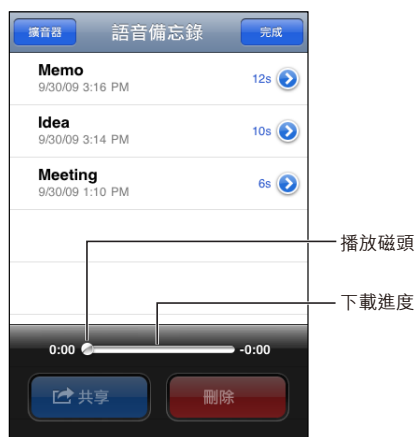 擴音器 語音備忘錄 完成
Memo
9/30/09 3:16 PM 12s
Idea
9/30/09 3:14 PM 10s
Meeting
9/30/09 1:10 PM 6s
播放磁頭
下載進度
0:00 -0:00
共享 刪除